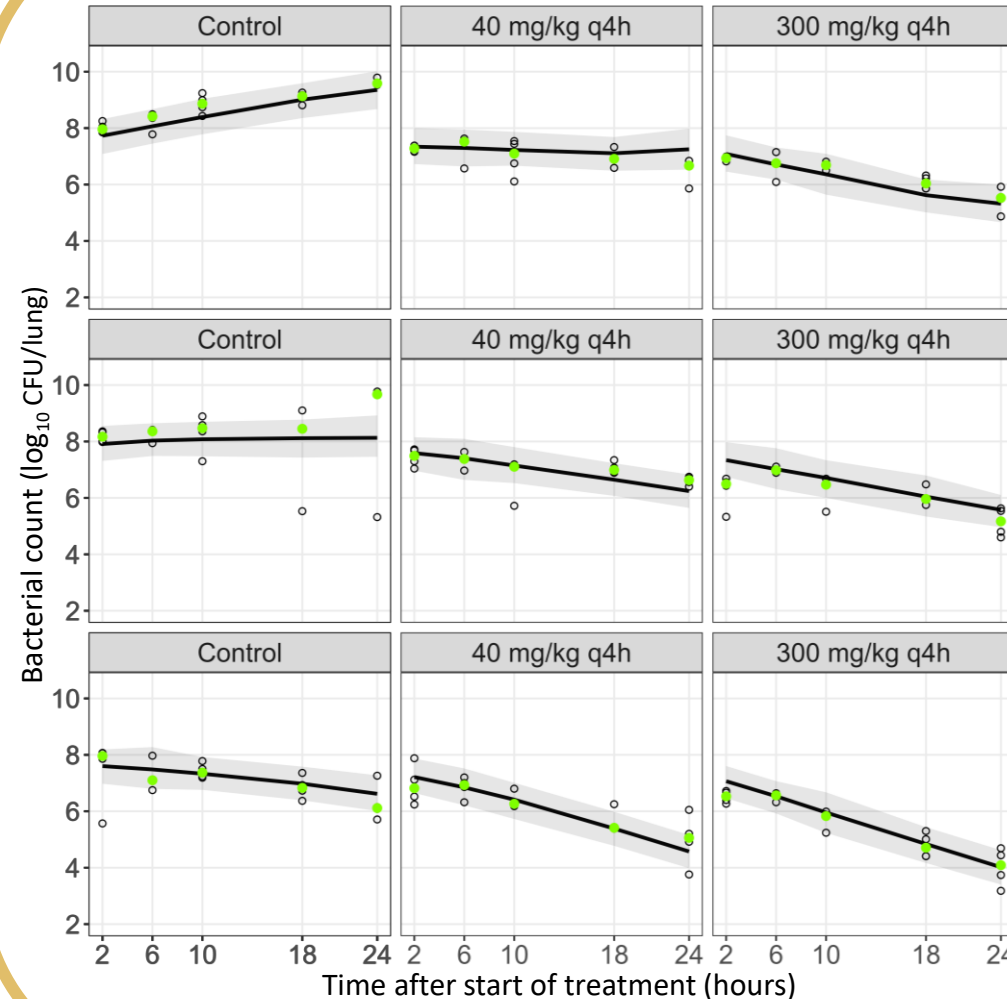 Control 40 mg/kg q4h 300 mg/kg q4h
10
8
6
4
2
Control 40 mg/kg q4h 300 mg/kg q4h
10
8
6
4
2
Control 40 mg/kg q4h 300 mg/kg q4h
10
8
6
4
2
2 6 10 18 24 2 6 10 18 24 2 6 10 18 24
Bacterial count (log₁₀ CFU/lung)
Time after start of treatment (hours)